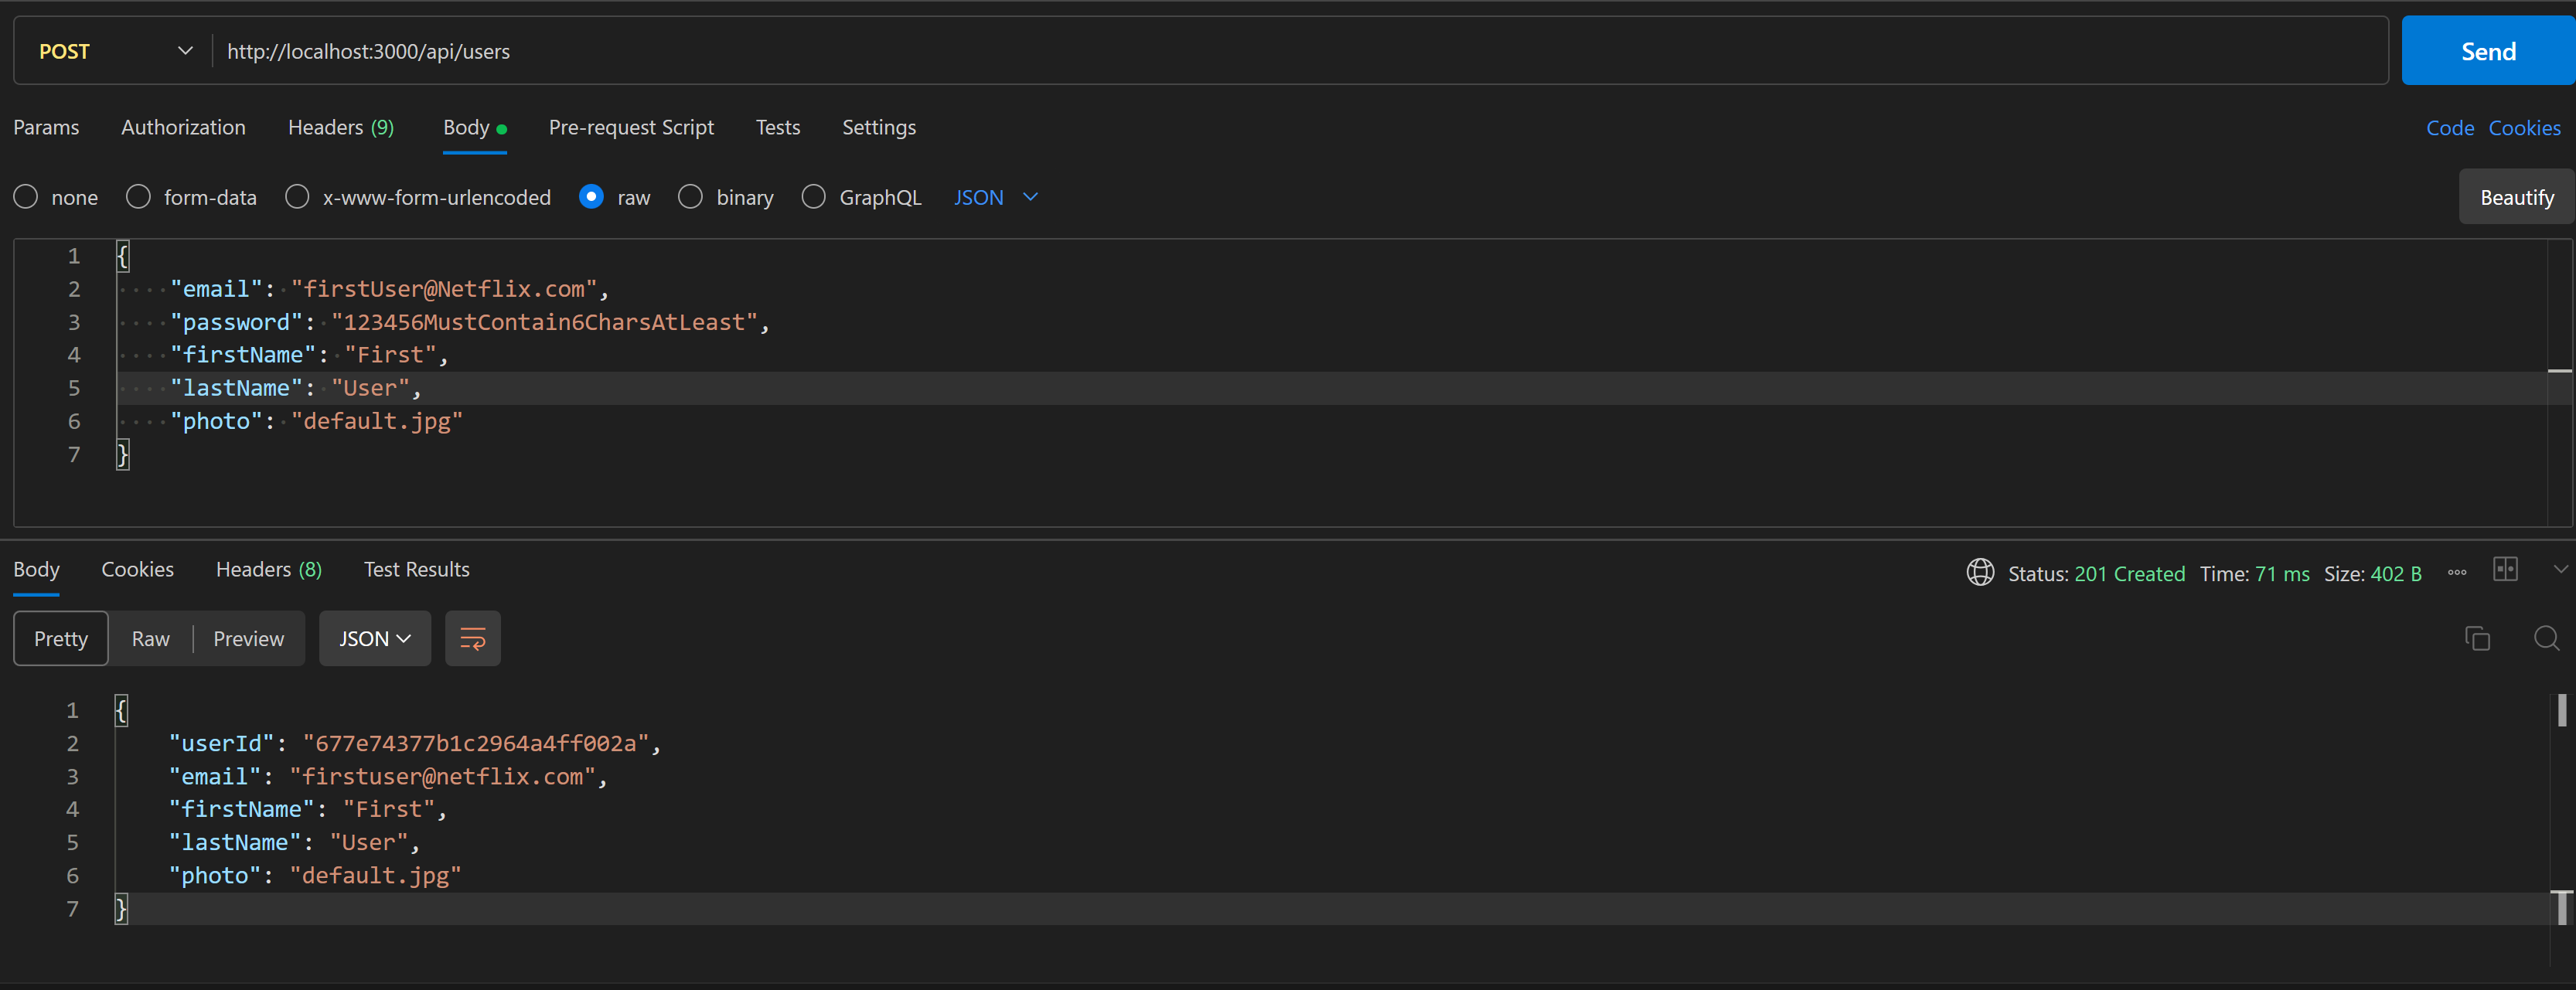 POST http://localhost:3000/api/users Send
Params Authorization Headers (9) Body Pre-request Script Tests Settings Code Cookies
none form-data x-www-form-urlencoded raw binary GraphQL JSON Beautify
1 {
2 "email": "firstUser@Netflix.com",
3 "password": "123456MustContain6CharsAtLeast",
4 "firstName": "First",
5 "lastName": "User",
6 "photo": "default.jpg"
7 }
Body Cookies Headers (8) Test Results Status: 201 Created Time: 71 ms Size: 402 B
Pretty Raw Preview JSON
1 {
2 "userId": "677e74377b1c2964a4ff002a",
3 "email": "firstuser@netflix.com",
4 "firstName": "First",
5 "lastName": "User",
6 "photo": "default.jpg"
7 }